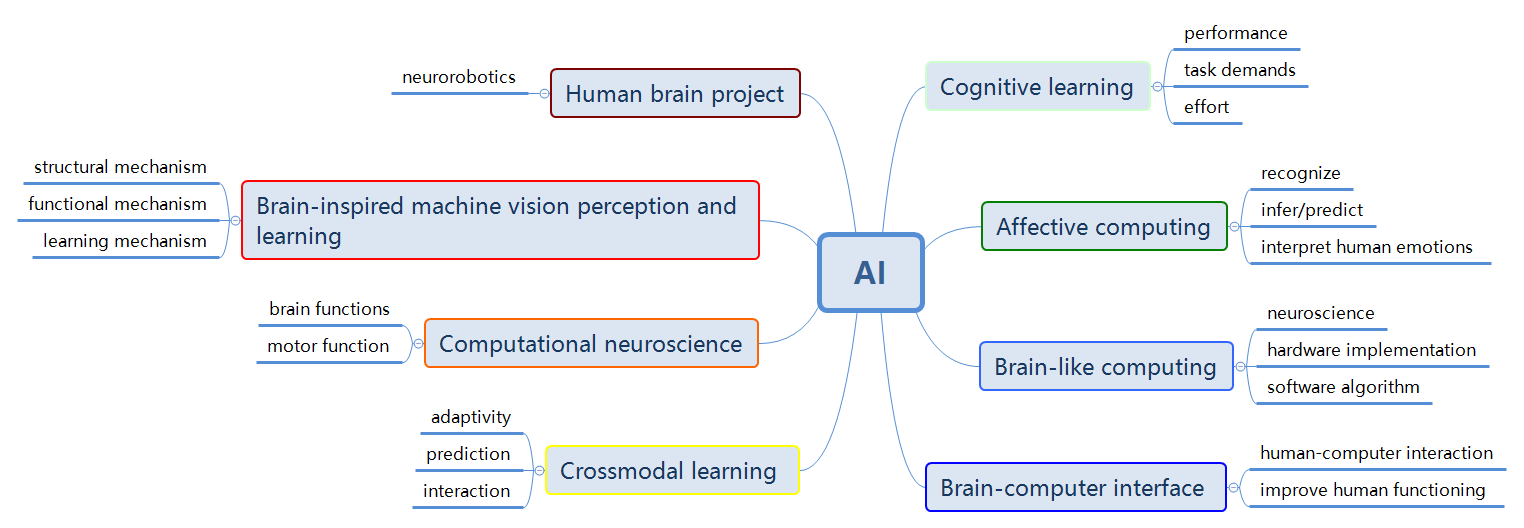 AI
Human brain project
neurorobotics
Brain-inspired machine vision perception and
learning
structural mechanism
functional mechanism
learning mechanism
Computational neuroscience
brain functions
motor function
Crossmodal learning
adaptivity
prediction
interaction
Cognitive learning
performance
task demands
effort
Affective computing
recognize
infer/predict
interpret human emotions
Brain-like computing
neuroscience
hardware implementation
software algorithm
Brain-computer interface
human-computer interaction
improve human functioning